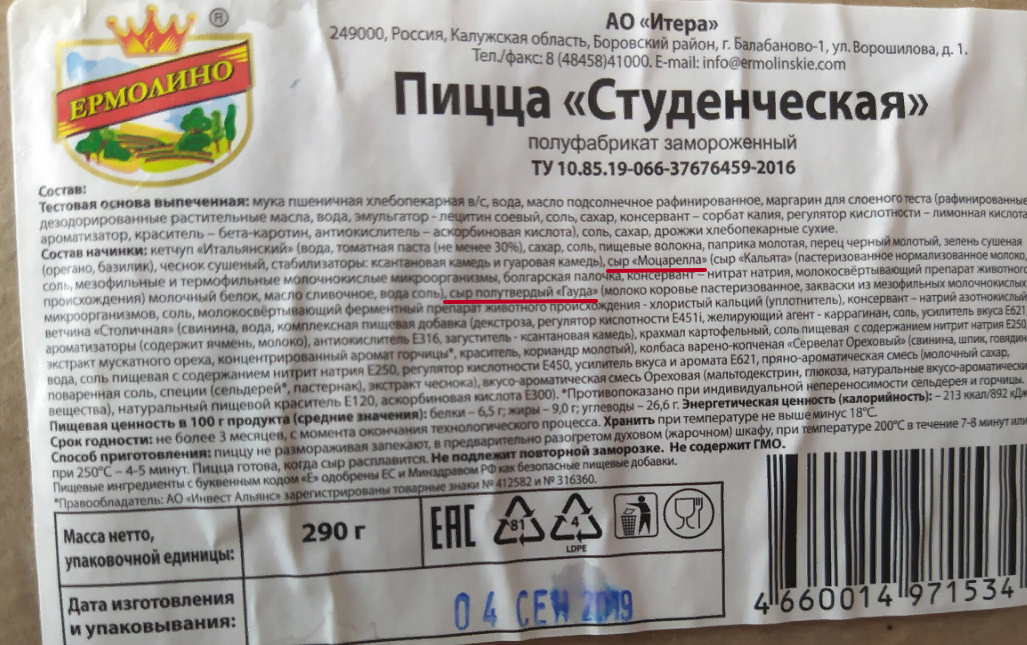 ®
ЕРМОЛИНО
АО «Итера»
249000, Россия, Калужская область, Боровский район, г. Балабаново-1, ул. Ворошилова, д. 1.
Тел./факс: 8 (48458)41000. E-mail: info@ermolinskie.com
Пицца «Студенческая»
полуфабрикат замороженный
ТУ 10.85.19-066-37676459-2016
Состав:
Тестовая основа выпеченная: мука пшеничная хлебопекарная в/с, вода, масло подсолнечное рафинированное, маргарин для слоеного теста (рафинированные
дезодорированные растительные масла, вода, эмульгатор - лецитин соевый, соль, сахар, консервант – сорбат калия, регулятор кислотности – лимонная кислота
ароматизатор, краситель – бета-каротин, антиокислитель – аскорбиновая кислота), соль, сахар, дрожжи хлебопекарные сухие.
Состав начинки: кетчуп «Итальянский» (вода, томатная паста (не менее 30%), сахар, соль, пищевые волокна, паприка молотая, перец черный молотый, зелень сушеная
(орегано, базилик), чеснок сушеный, стабилизаторы: ксантановая камедь и гуаровая камедь), сыр «Моцарелла» (сыр «Кальята» (пастеризованное нормализованное молоко,
соль, мезофильные и термофильные молочнокислые микроорганизмы, болгарская палочка, консервант – нитрат натрия, молокосвёртывающий препарат животного
происхождения) молочный белок, масло сливочное, вода соль), сыр полутвердый «Гауда» (молоко коровье пастеризованное, закваски из мезофильных молочнокислых
микроорганизмов, соль, молокосвёртывающий ферментный препарат животного происхождения - хлористый кальций (уплотнитель), консервант – натрий азотнокислый
ветчина «Столичная» (свинина, вода, комплексная пищевая добавка (декстроза, регулятор кислотности Е451i, желирующий агент - каррагинан, соль, усилитель вкуса Е621
ароматизаторы (содержит ячмень, молоко), антиокислитель Е316, загуститель - ксантановая камедь), крахмал картофельный, соль пищевая с содержанием нитрит натрия Е250
экстракт мускатного ореха, концентрированный аромат горчицы*, краситель, кориандр молотый), колбаса варено-копченая «Сервелат Ореховый» (свинина, шпик, говядина
вода, соль пищевая с содержанием нитрит натрия Е250, регулятор кислотности Е450, усилитель вкуса и аромата Е621, пряно-ароматическая смесь (молочный сахар,
поваренная соль, специи (сельдерей*, пастернак), экстракт чеснока), вкусо-ароматическая смесь Ореховая (мальтодекстрин, глюкоза, натуральные вкусо-ароматически
вещества), натуральный пищевой краситель Е120, аскорбиновая кислота Е300). *Противопоказано при индивидуальной непереносимости сельдерея и горчицы.
Пищевая ценность в 100 г продукта (средние значения): белки – 6,5 г; жиры – 9,0 г; углеводы – 26,6 г. Энергетическая ценность (калорийность): – 213 ккал/892 кДж
Срок годности: не более 3 месяцев, с момента окончания технологического процесса. Хранить при температуре не выше минус 18°С.
Способ приготовления: пиццу не размораживая запекают, в предварительно разогретом духовом (жарочном) шкафу, при температуре 200°С в течение 7-8 минут или
при 250°С – 4-5 минут. Пицца готова, когда сыр расплавится. Не подлежит повторной заморозке. Не содержит ГМО.
Пищевые ингредиенты с буквенным кодом «Е» одобрены ЕС и Минздравом РФ как безопасные пищевые добавки.
*Правообладатель: АО «Инвест Альянс» зарегистрированы товарные знаки № 412582 и № 316360.
Масса нетто,
упаковочной единицы:
290 г
EAC
81
4
LDPE
Дата изготовления
и упаковывания:
04 СЕН 2019
4 660014 971534